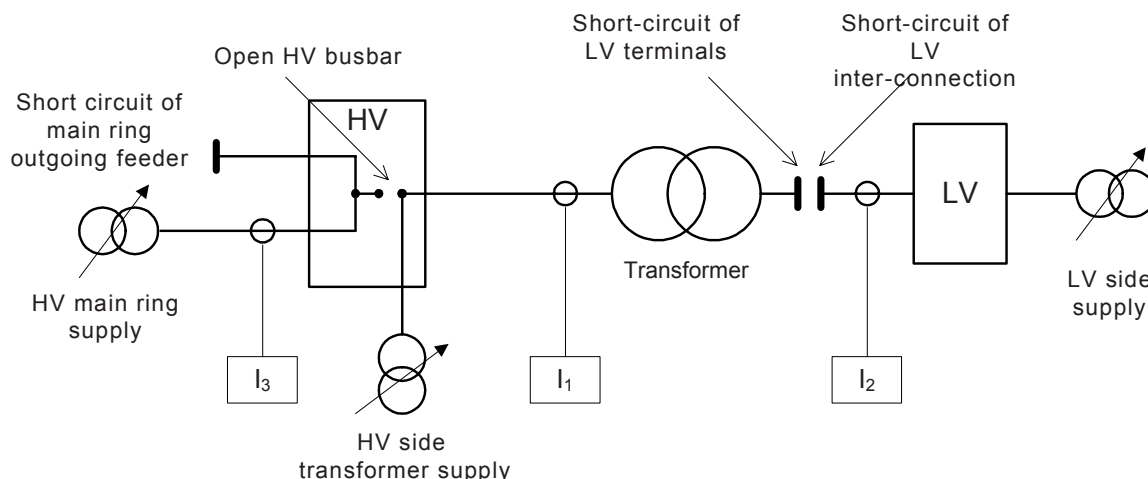 Short-circuit of
LV terminals
Short-circuit of
LV
inter-connection
Open HV busbar
Short circuit of
main ring
outgoing feeder
HV
LV
Transformer
HV main ring
supply
LV side
supply
I₃
I₁
I₂
HV side
transformer supply